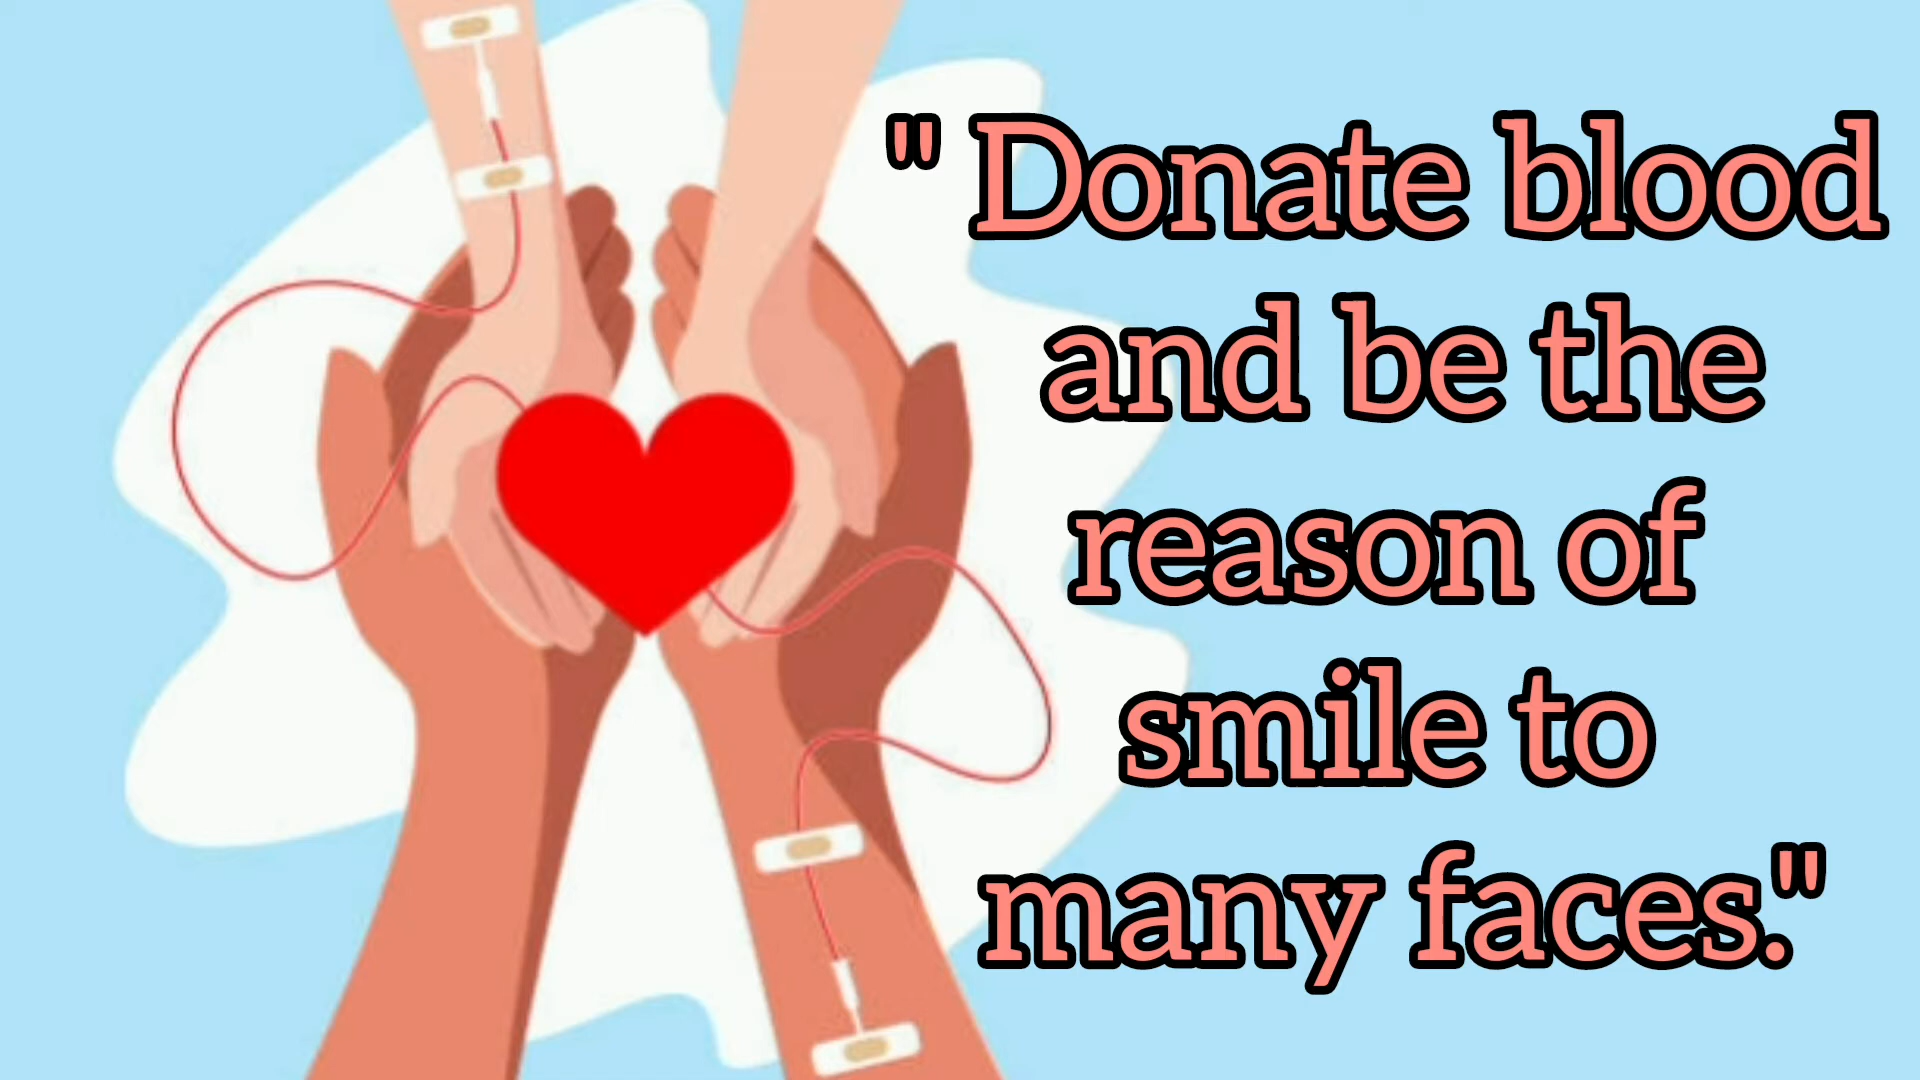 " Donate blood
and be the
reason of
smile to
many faces."